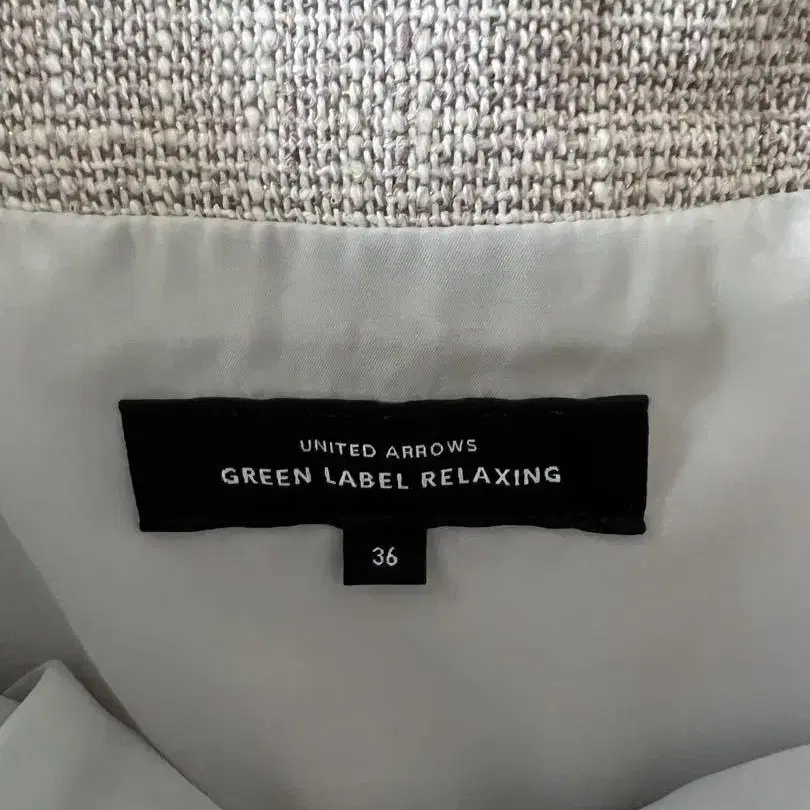 UNITED ARROWS
GREEN LABEL RELAXING
36